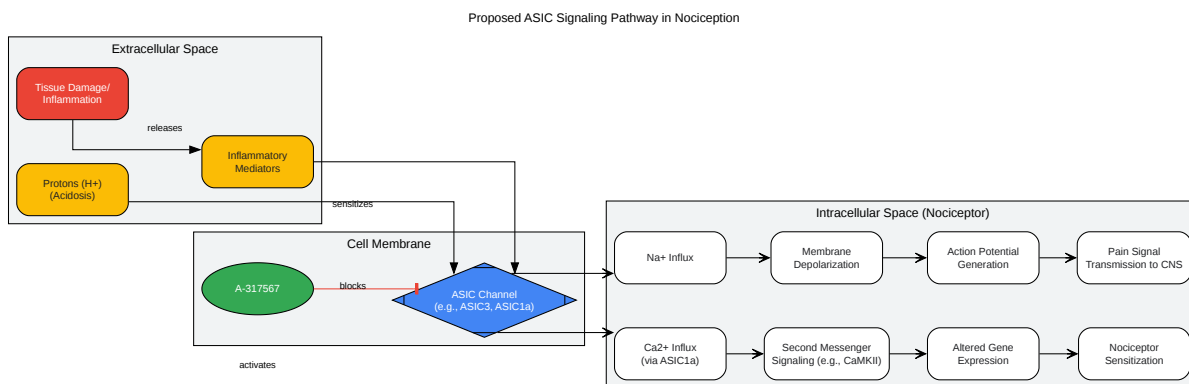 Proposed ASIC Signaling Pathway in Nociception
Extracellular Space
Tissue Damage/
Inflammation
releases
Inflammatory
Mediators
Protons (H+)
(Acidosis)
sensitizes
Cell Membrane
A-317567
blocks
ASIC Channel
(e.g., ASIC3, ASIC1a)
activates
Intracellular Space (Nociceptor)
Na+ Influx
Membrane
Depolarization
Action Potential
Generation
Pain Signal
Transmission to CNS
Ca2+ Influx
(via ASIC1a)
Second Messenger
Signaling (e.g., CaMKII)
Altered Gene
Expression
Nociceptor
Sensitization